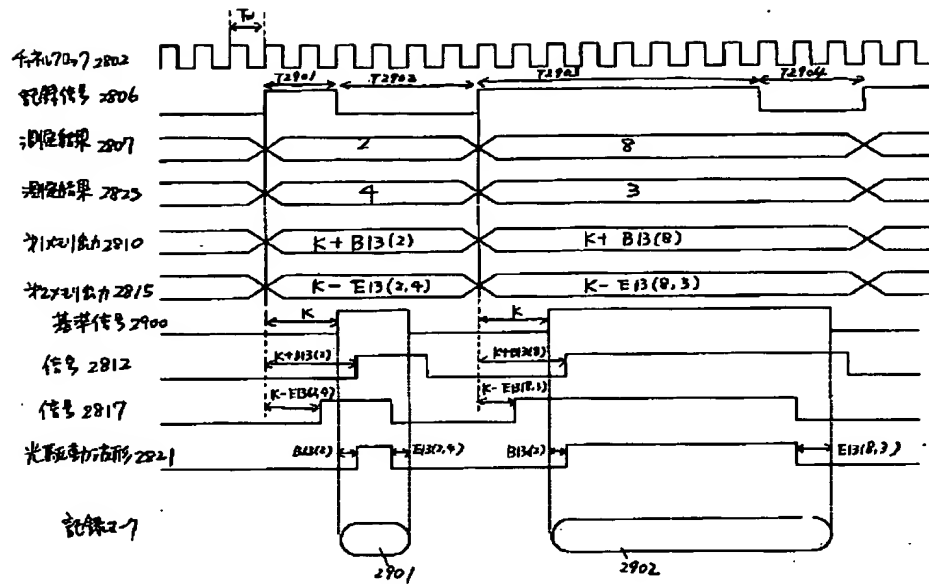 Tw
チャネルクロック 2802
T2901 T2902 T2903 T2904
記録信号 2806
測定結果 2807 2 8
測定結果 2825 4 3
第1メモリ出力 2810 K+B13(2) K+B13(8)
第2メモリ出力 2815 K-E13(2,4) K-E13(8,3)
基準信号 2900 K K
信号 2812 K+B13(2) K+B13(8)
信号 2817 K-E13(2,4) K-E13(8,3)
光駆動波形 2821 B13(2) E13(2,4) B13(2) E13(8,3)
記録マーク
2901 2902